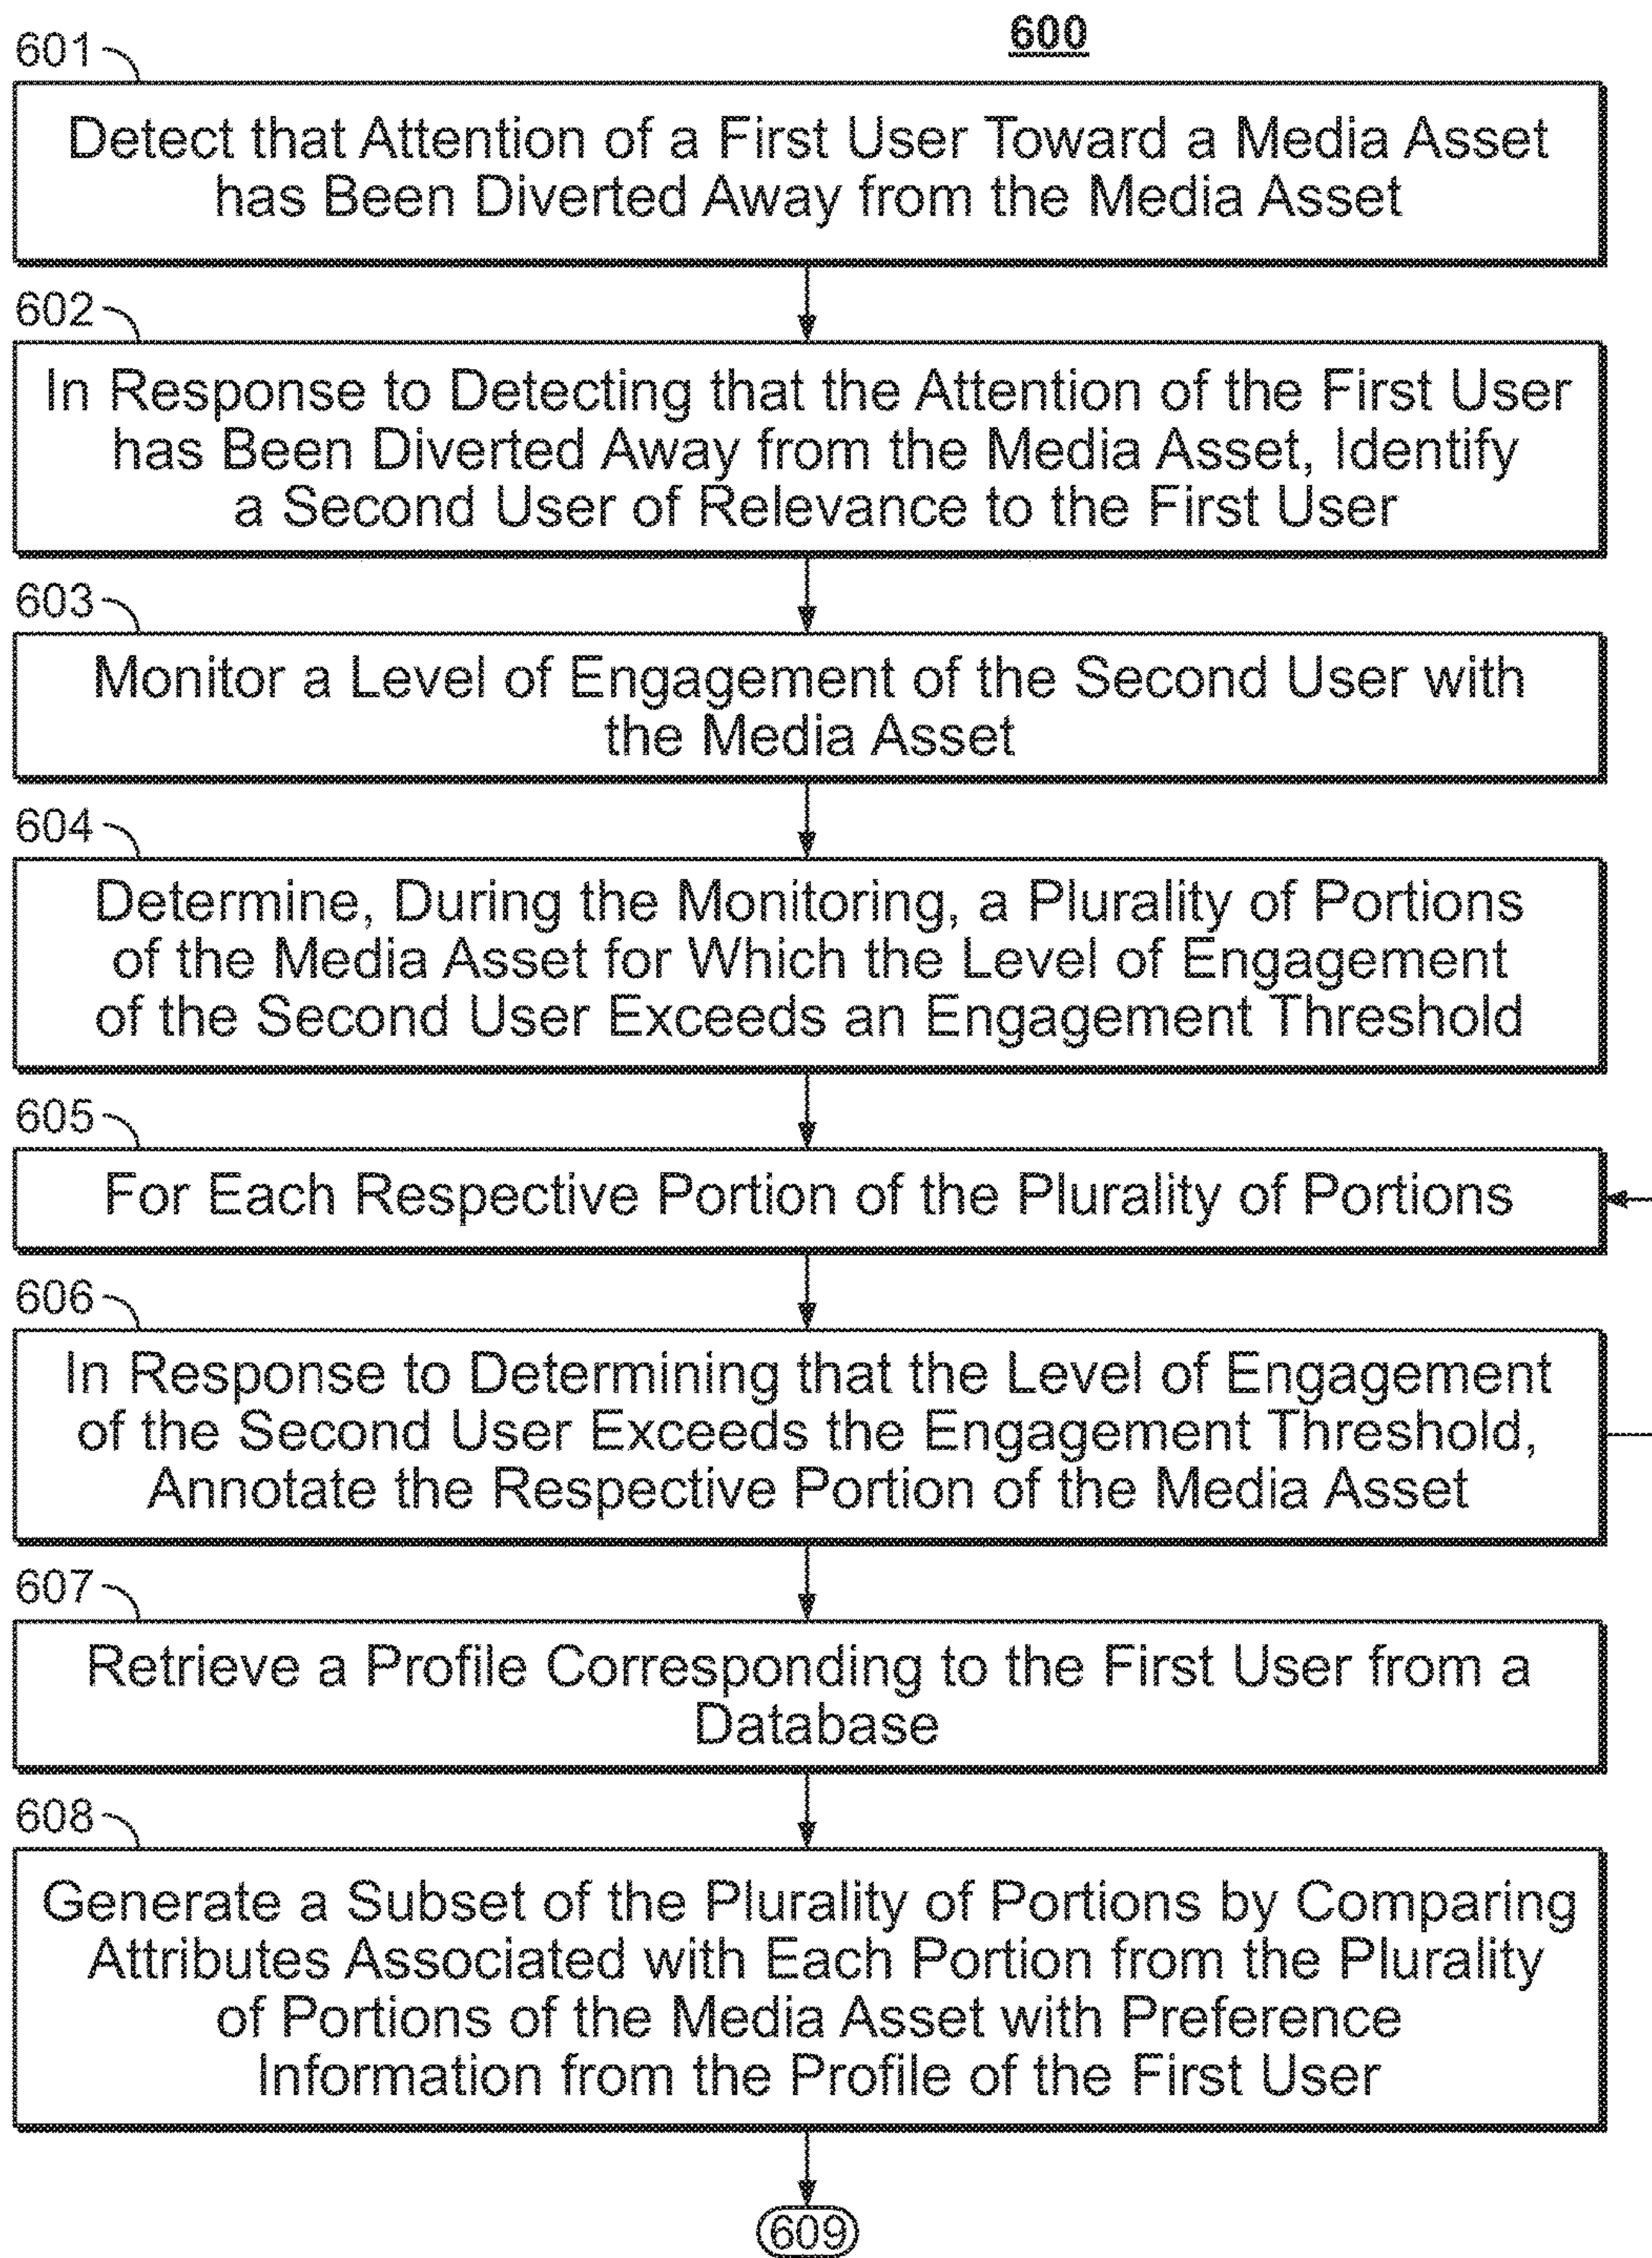 600
601
Detect that Attention of a First User Toward a Media Asset
has Been Diverted Away from the Media Asset
602
In Response to Detecting that the Attention of the First User
has Been Diverted Away from the Media Asset, Identify
a Second User of Relevance to the First User
603
Monitor a Level of Engagement of the Second User with
the Media Asset
604
Determine, During the Monitoring, a Plurality of Portions
of the Media Asset for Which the Level of Engagement
of the Second User Exceeds an Engagement Threshold
605
For Each Respective Portion of the Plurality of Portions
606
In Response to Determining that the Level of Engagement
of the Second User Exceeds the Engagement Threshold,
Annotate the Respective Portion of the Media Asset
607
Retrieve a Profile Corresponding to the First User from a
Database
608
Generate a Subset of the Plurality of Portions by Comparing
Attributes Associated with Each Portion from the Plurality
of Portions of the Media Asset with Preference
Information from the Profile of the First User
609